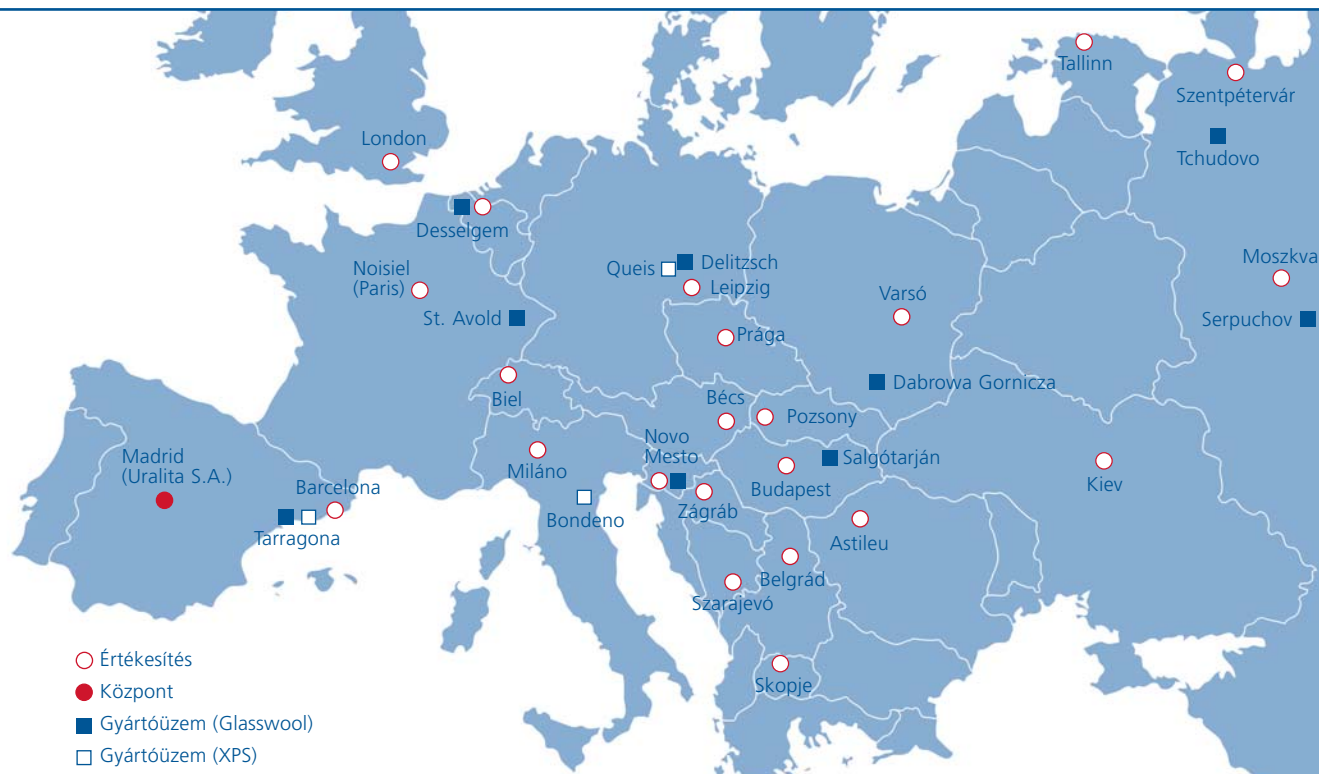 Tallinn
Szentpétervár
Tchudovo
London
Desselgem
Moszkva
Queis
Delitzsch
Leipzig
Noisiel
(Paris)
Varsó
St. Avold
Serpuchov
Prága
Dabrowa Gornicza
Biel
Bécs
Pozsony
Novo
Mesto
Salgótarján
Madrid
(Uralita S.A.)
Miláno
Budapest
Kiev
Barcelona
Zágráb
Bondeno
Tarragona
Astileu
Belgrád
Szarajevó
Skopje
Értékesítés
Központ
Gyártóüzem (Glasswool)
Gyártóüzem (XPS)